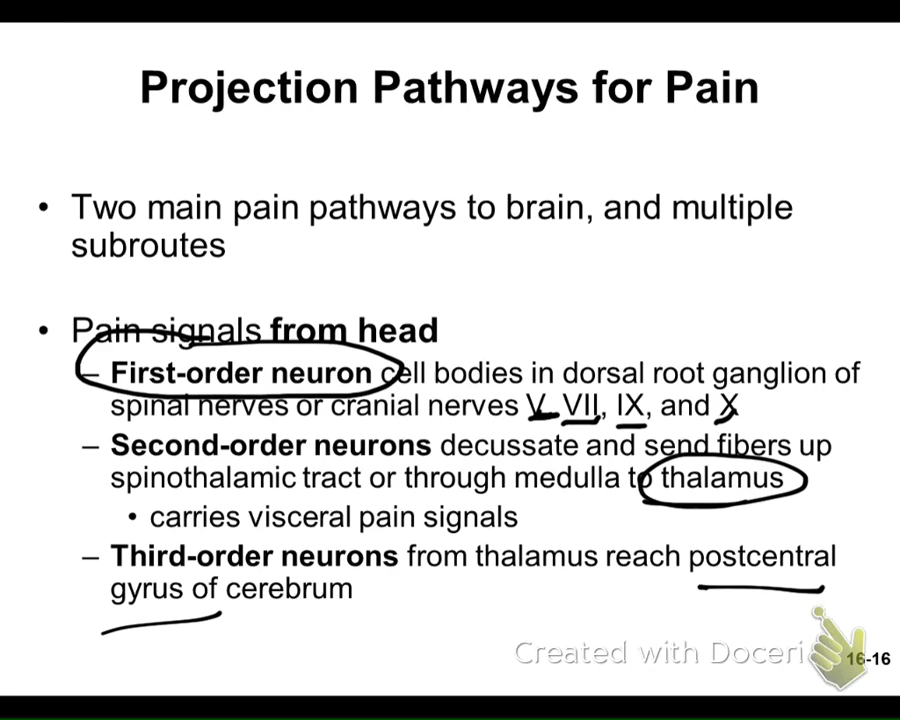 Projection Pathways for Pain
• Two main pain pathways to brain, and multiple
subroutes
• Pain signals from head
– First-order neuron cell bodies in dorsal root ganglion of
spinal nerves or cranial nerves V, VII, IX, and X
– Second-order neurons decussate and send fibers up
spinothalamic tract or through medulla to thalamus
• carries visceral pain signals
– Third-order neurons from thalamus reach postcentral
gyrus of cerebrum
Created with Doceri
16-16